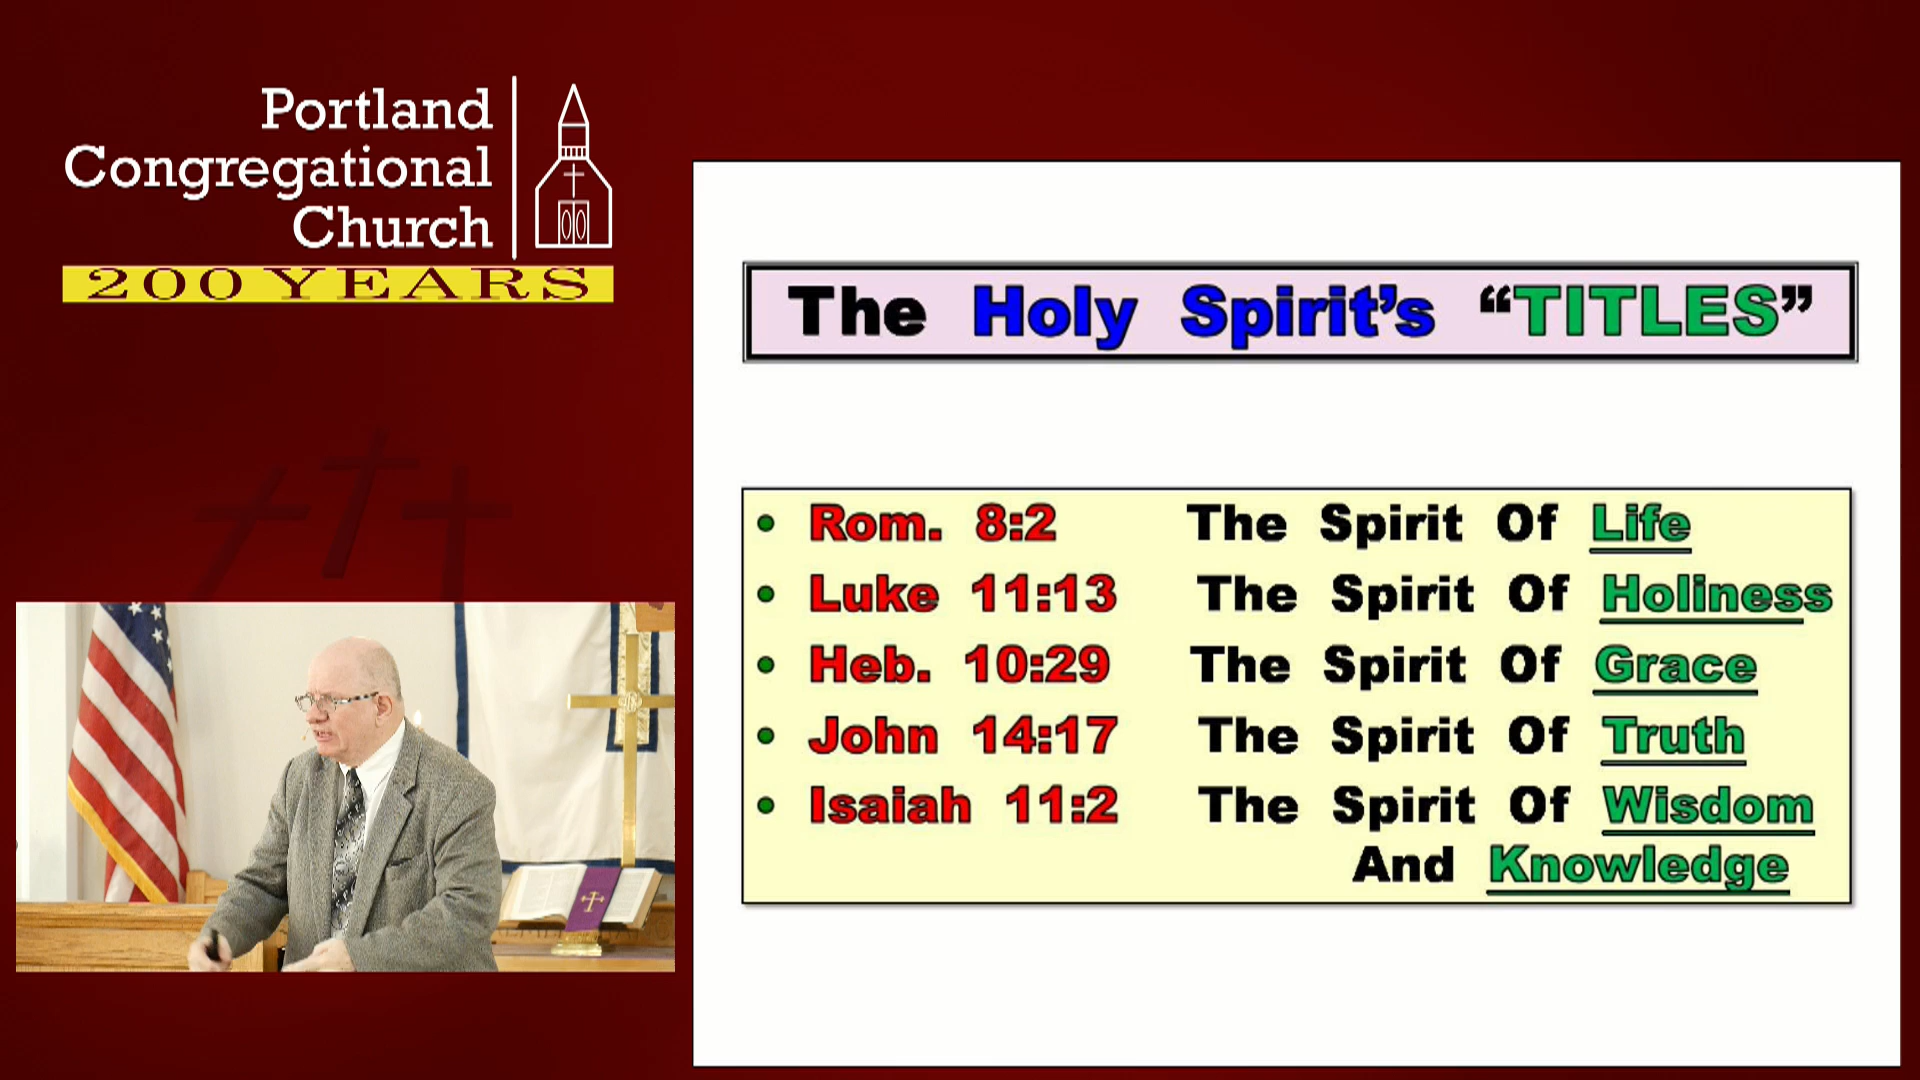 Portland
Congregational
Church
200 YEARS
The Holy Spirit’s “TITLES”
• Rom. 8:2 The Spirit Of Life
• Luke 11:13 The Spirit Of Holiness
• Heb. 10:29 The Spirit Of Grace
• John 14:17 The Spirit Of Truth
• Isaiah 11:2 The Spirit Of Wisdom
And Knowledge